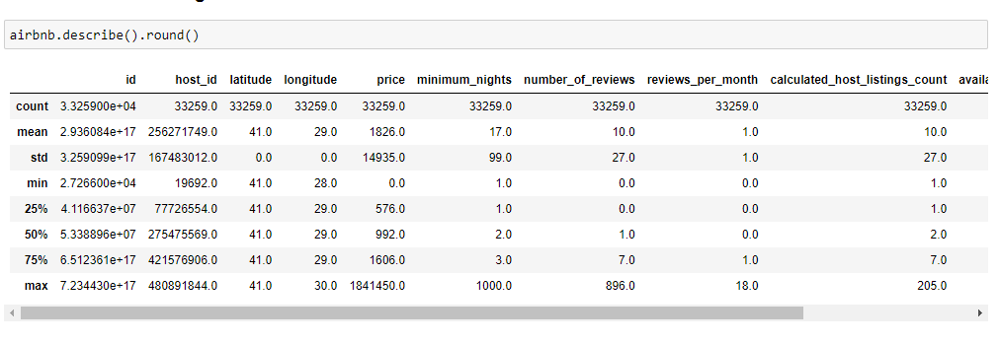 airbnb.describe().round()
id host_id latitude longitude price minimum_nights number_of_reviews reviews_per_month calculated_host_listings_count availa
count 3.325900e+04 33259.0 33259.0 33259.0 33259.0 33259.0 33259.0 33259.0 33259.0
mean 2.936084e+17 256271749.0 41.0 29.0 1826.0 17.0 10.0 1.0 10.0
std 3.259099e+17 167483012.0 0.0 0.0 14935.0 99.0 27.0 1.0 27.0
min 2.726600e+04 19692.0 41.0 28.0 0.0 1.0 0.0 0.0 1.0
25% 4.116637e+07 77726554.0 41.0 29.0 576.0 1.0 0.0 0.0 1.0
50% 5.338896e+07 275475569.0 41.0 29.0 992.0 2.0 1.0 0.0 2.0
75% 6.512361e+17 421576906.0 41.0 29.0 1606.0 3.0 7.0 1.0 7.0
max 7.234430e+17 480891844.0 41.0 30.0 1841450.0 1000.0 896.0 18.0 205.0